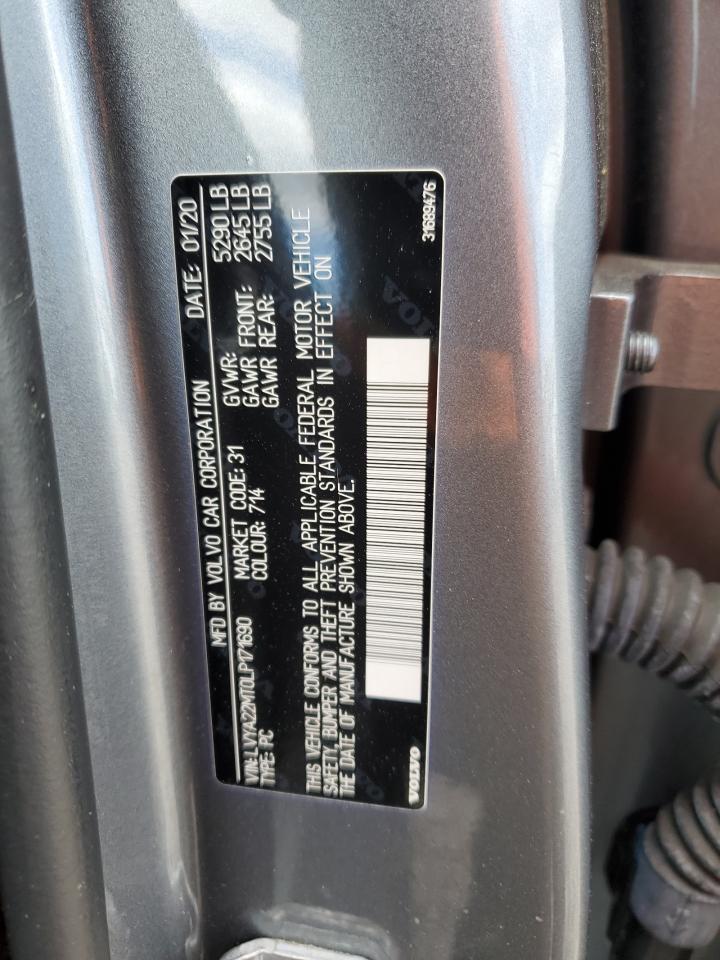 MFD BY VOLVO CAR CORPORATION DATE: 01/20
VIN: LVYA22MT0LP171690 MARKET CODE: 31 GVWR: 5290 LB
TYPE: PC COLOUR: 714 GAWR FRONT: 2645 LB
GAWR REAR: 2755 LB
THIS VEHICLE CONFORMS TO ALL APPLICABLE FEDERAL MOTOR VEHICLE
SAFETY, BUMPER AND THEFT PREVENTION STANDARDS IN EFFECT ON
THE DATE OF MANUFACTURE SHOWN ABOVE.
VOLVO 31689476